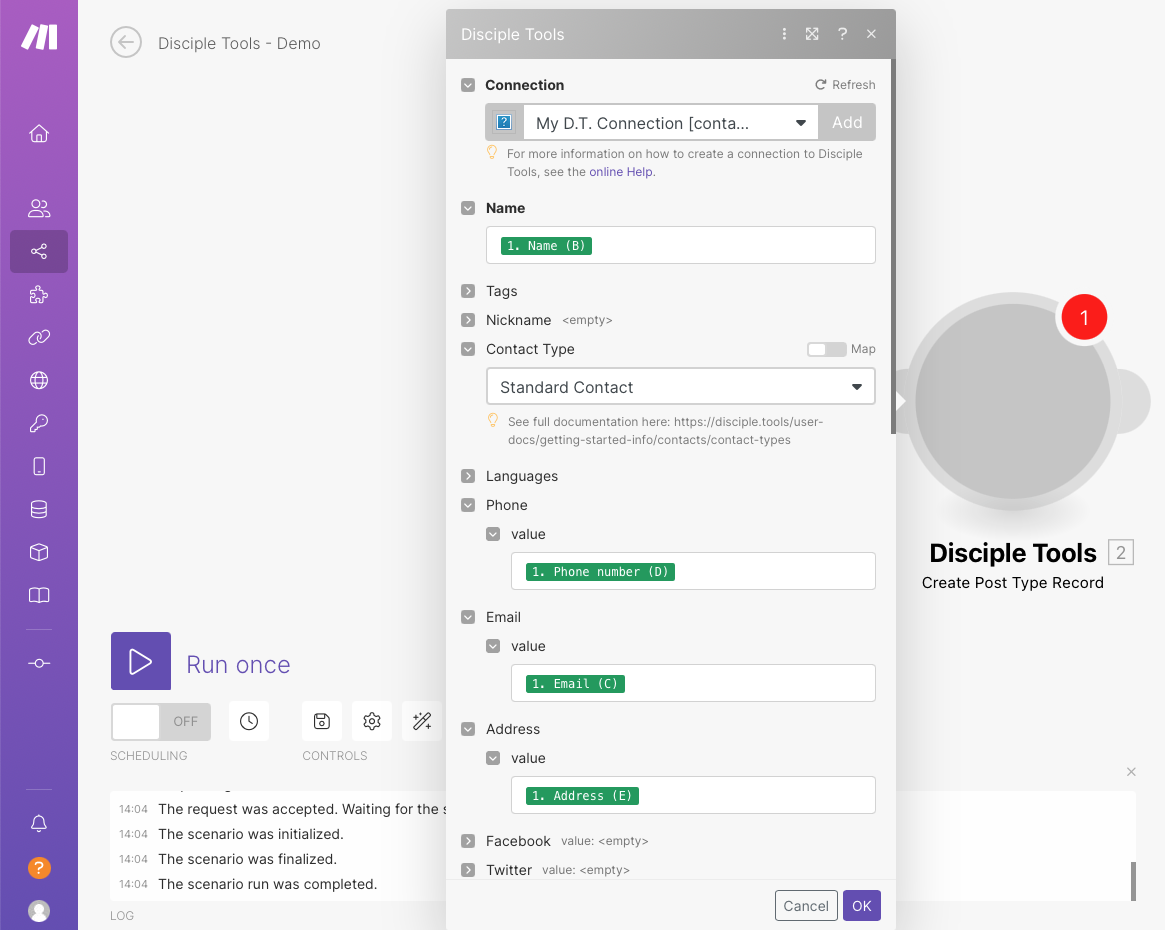 Disciple Tools - Demo
Disciple Tools
?
Connection
Refresh
?
My D.T. Connection [conta...
Add
For more information on how to create a connection to Disciple
Tools, see the online Help.
Name
1. Name (B)
Tags
Nickname <empty>
Contact Type
Map
Standard Contact
See full documentation here: https://disciple.tools/user-
docs/getting-started-info/contacts/contact-types
Languages
Phone
value
1. Phone number (D)
Email
value
1. Email (C)
Address
value
1. Address (E)
Facebook value: <empty>
Twitter value: <empty>
Cancel
OK
1
Disciple Tools 2
Create Post Type Record
Run once
OFF
SCHEDULING
CONTROLS
14:04 The request was accepted. Waiting for the
14:04 The scenario was initialized.
14:04 The scenario was finalized.
14:04 The scenario run was completed.
LOG
?